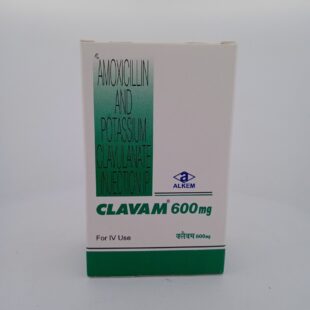 AMOXICILLIN
AND
POTASSIUM
CLAVULANATE
INJECTION IP
a
ALKEM
CLAVAM® 600mg
For IV Use
क्लेवम 600mg